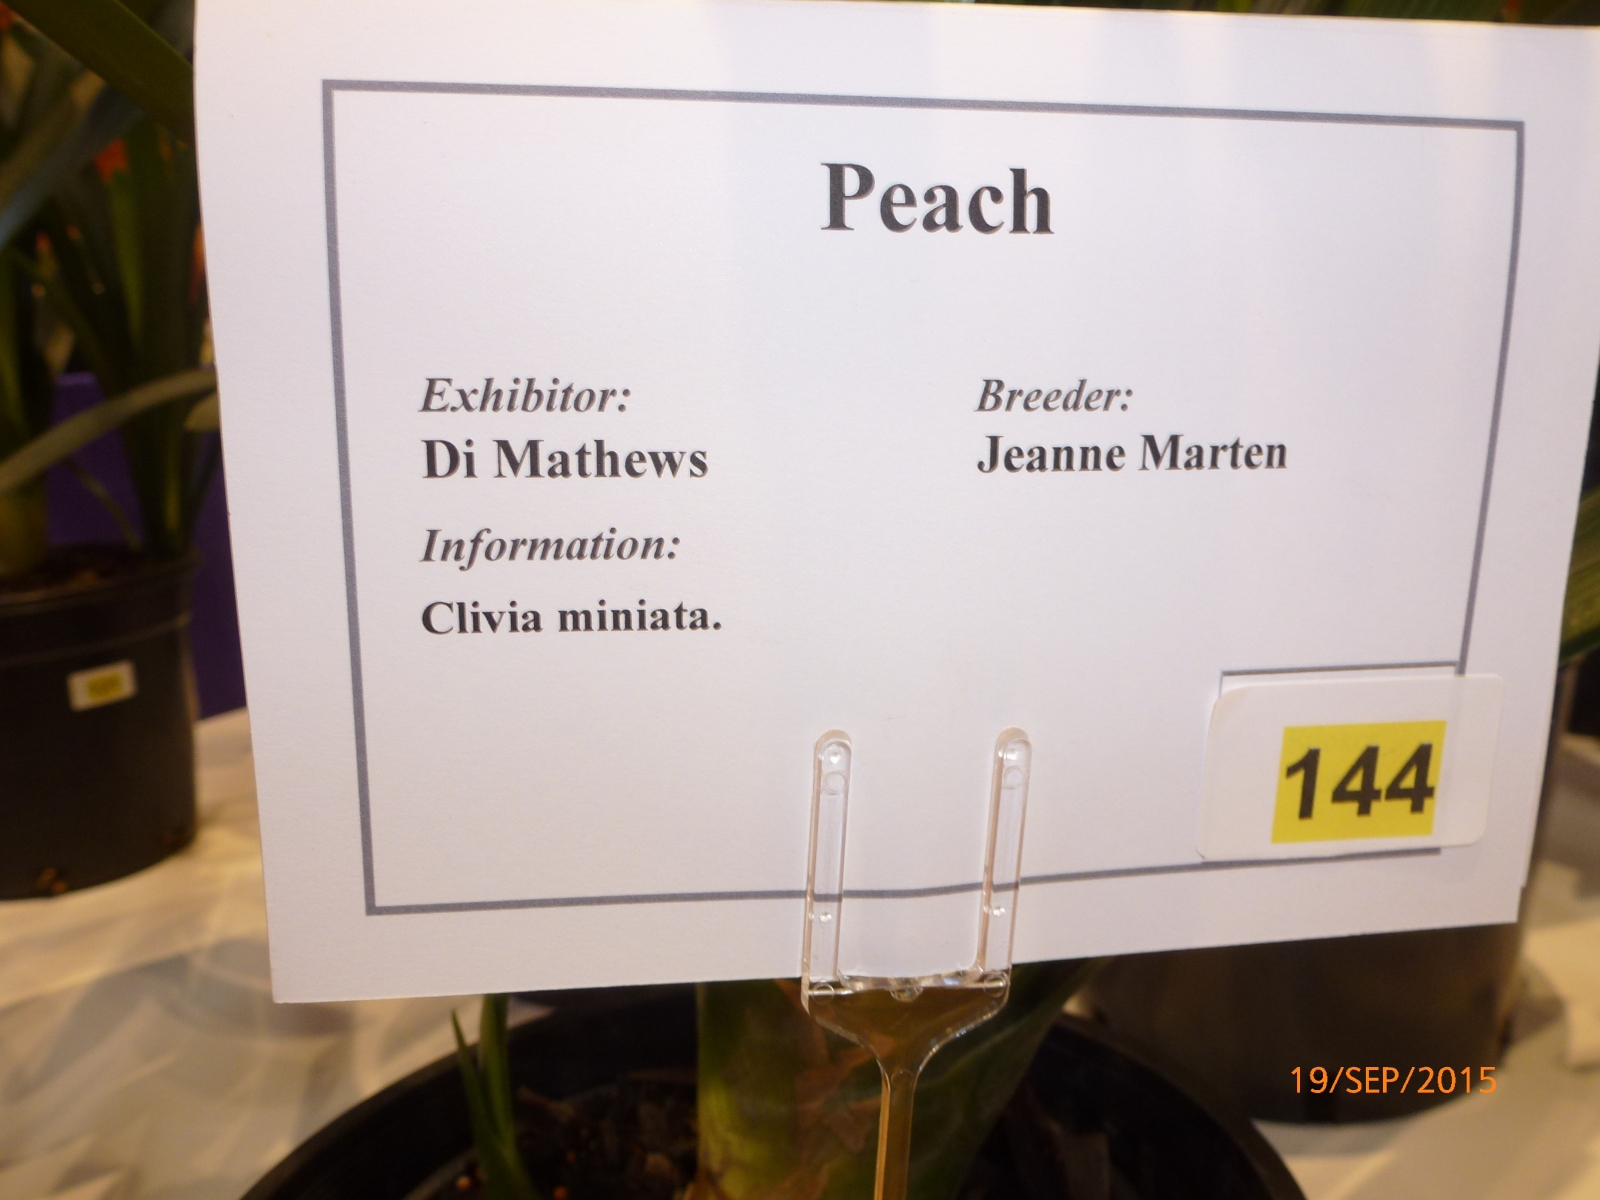 Peach
Exhibitor:
Di Mathews
Breeder:
Jeanne Marten
Information:
Clivia miniata.
144
19/SEP/2015